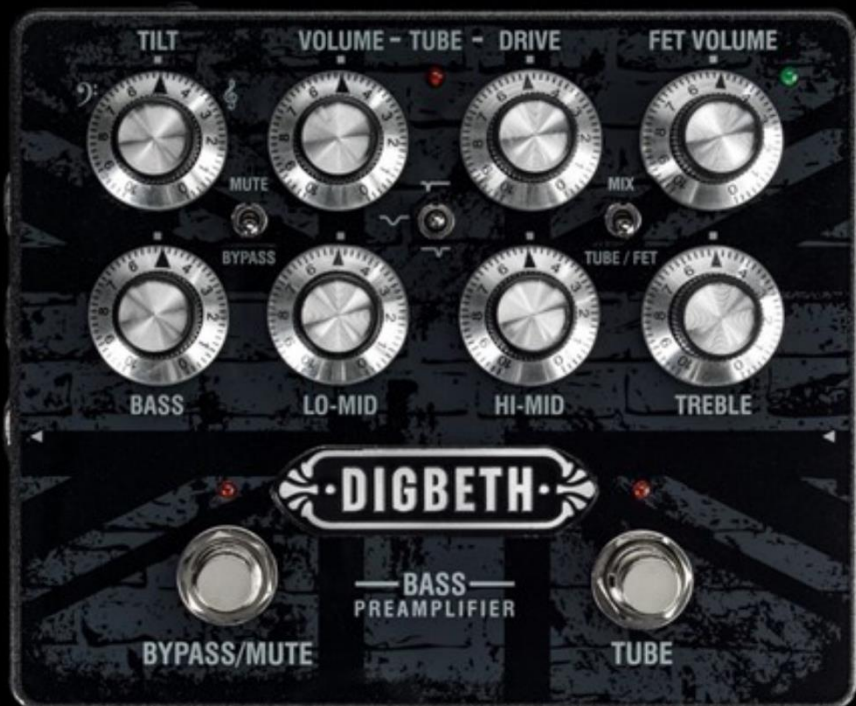 TILT
VOLUME - TUBE - DRIVE
FET VOLUME
MUTE
MIX
BYPASS
TUBE / FET
BASS
LO-MID
HI-MID
TREBLE
·DIGBETH·
BASS
PREAMPLIFIER
BYPASS/MUTE
TUBE